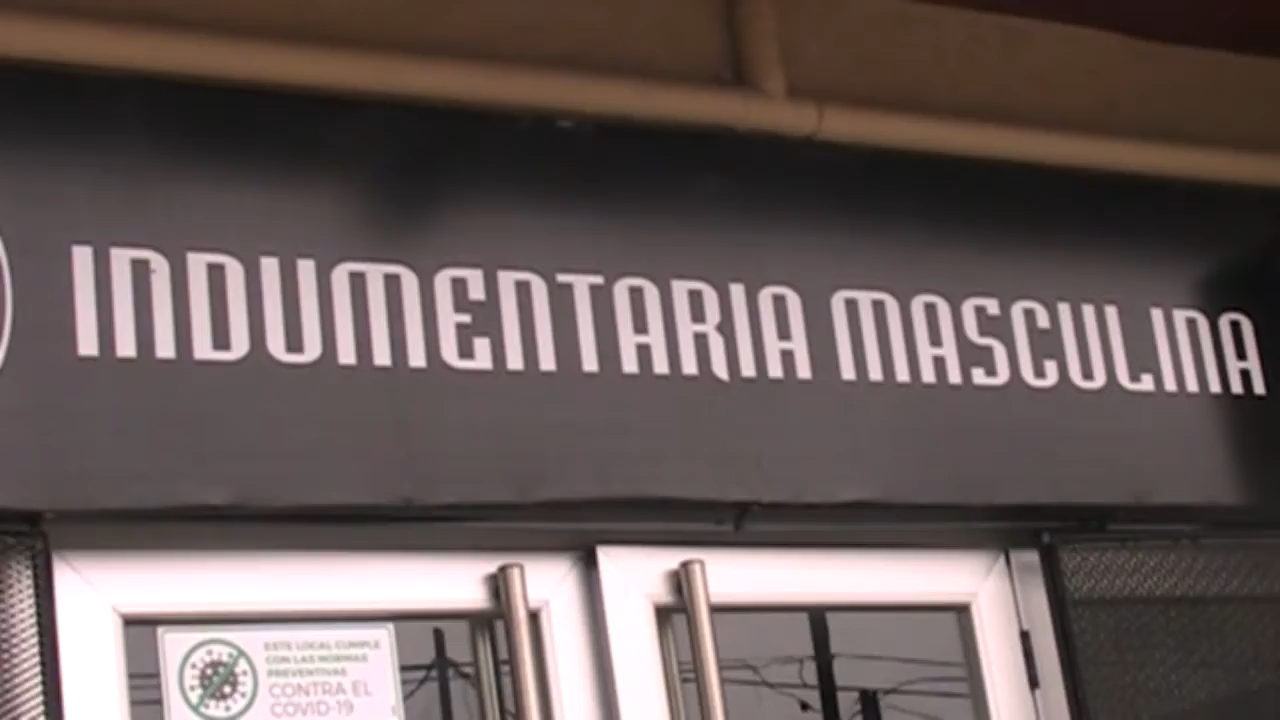 INDUMENTARIA MASCULINA
ESTE LOCAL CUMPLE
CON LAS NORMAS
PREVENTIVAS
CONTRA EL
COVID-19